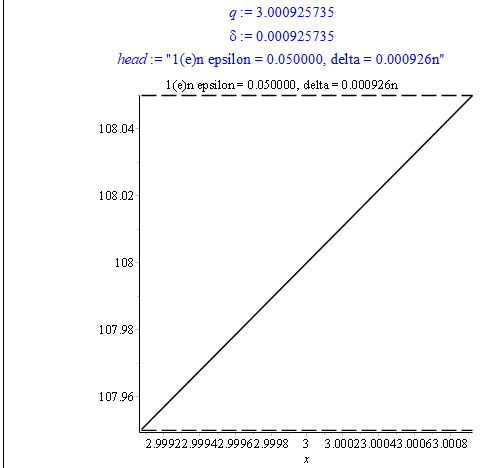 q := 3.000925735
δ := 0.000925735
head := "1(e)n epsilon = 0.050000, delta = 0.000926n"
1(e)n epsilon = 0.050000, delta = 0.000926n
108.04
108.02
108
107.98
107.96
2.99922.99942.99962.9998 3 3.00023.00043.00063.0008
x